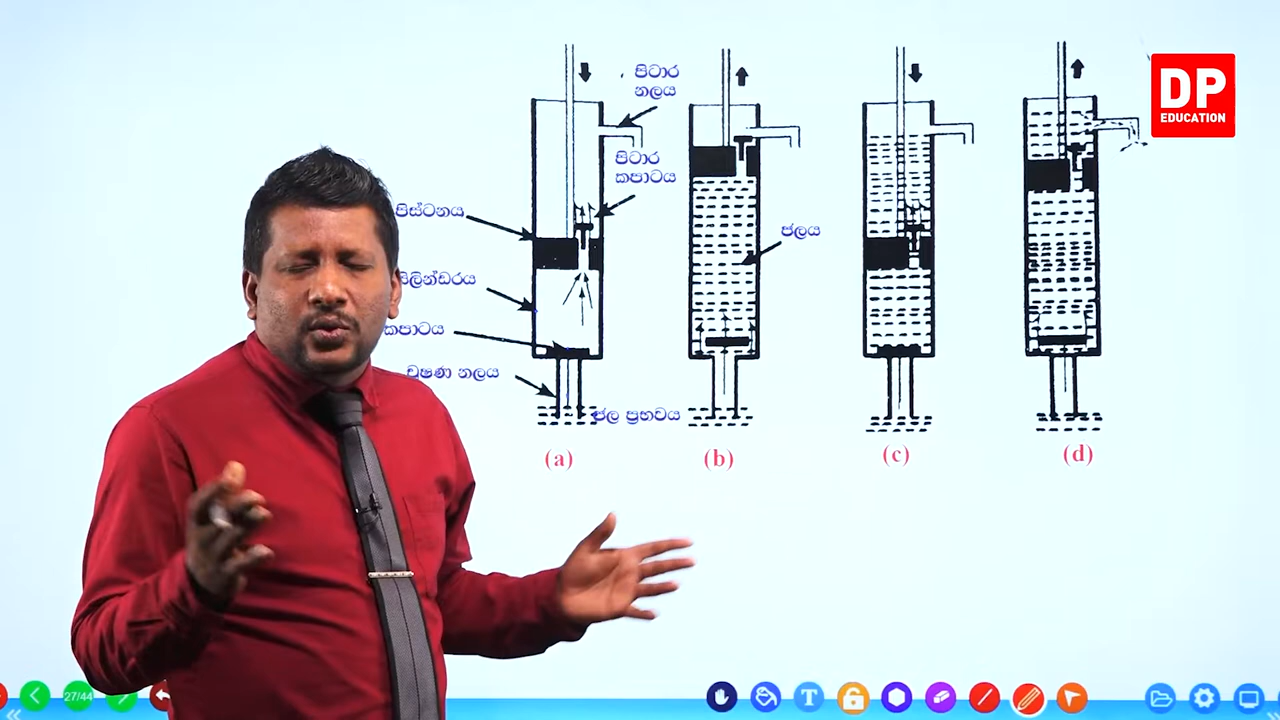 පිටාර
නලය
DP
EDUCATION
පිටාර
කපාටය
පිස්ටනය
ජලය
සිලින්ඩරය
කපාටය
චූෂණ නලය
ජල ප්‍රභවය
(a)
(b)
(c)
(d)
27/44
T